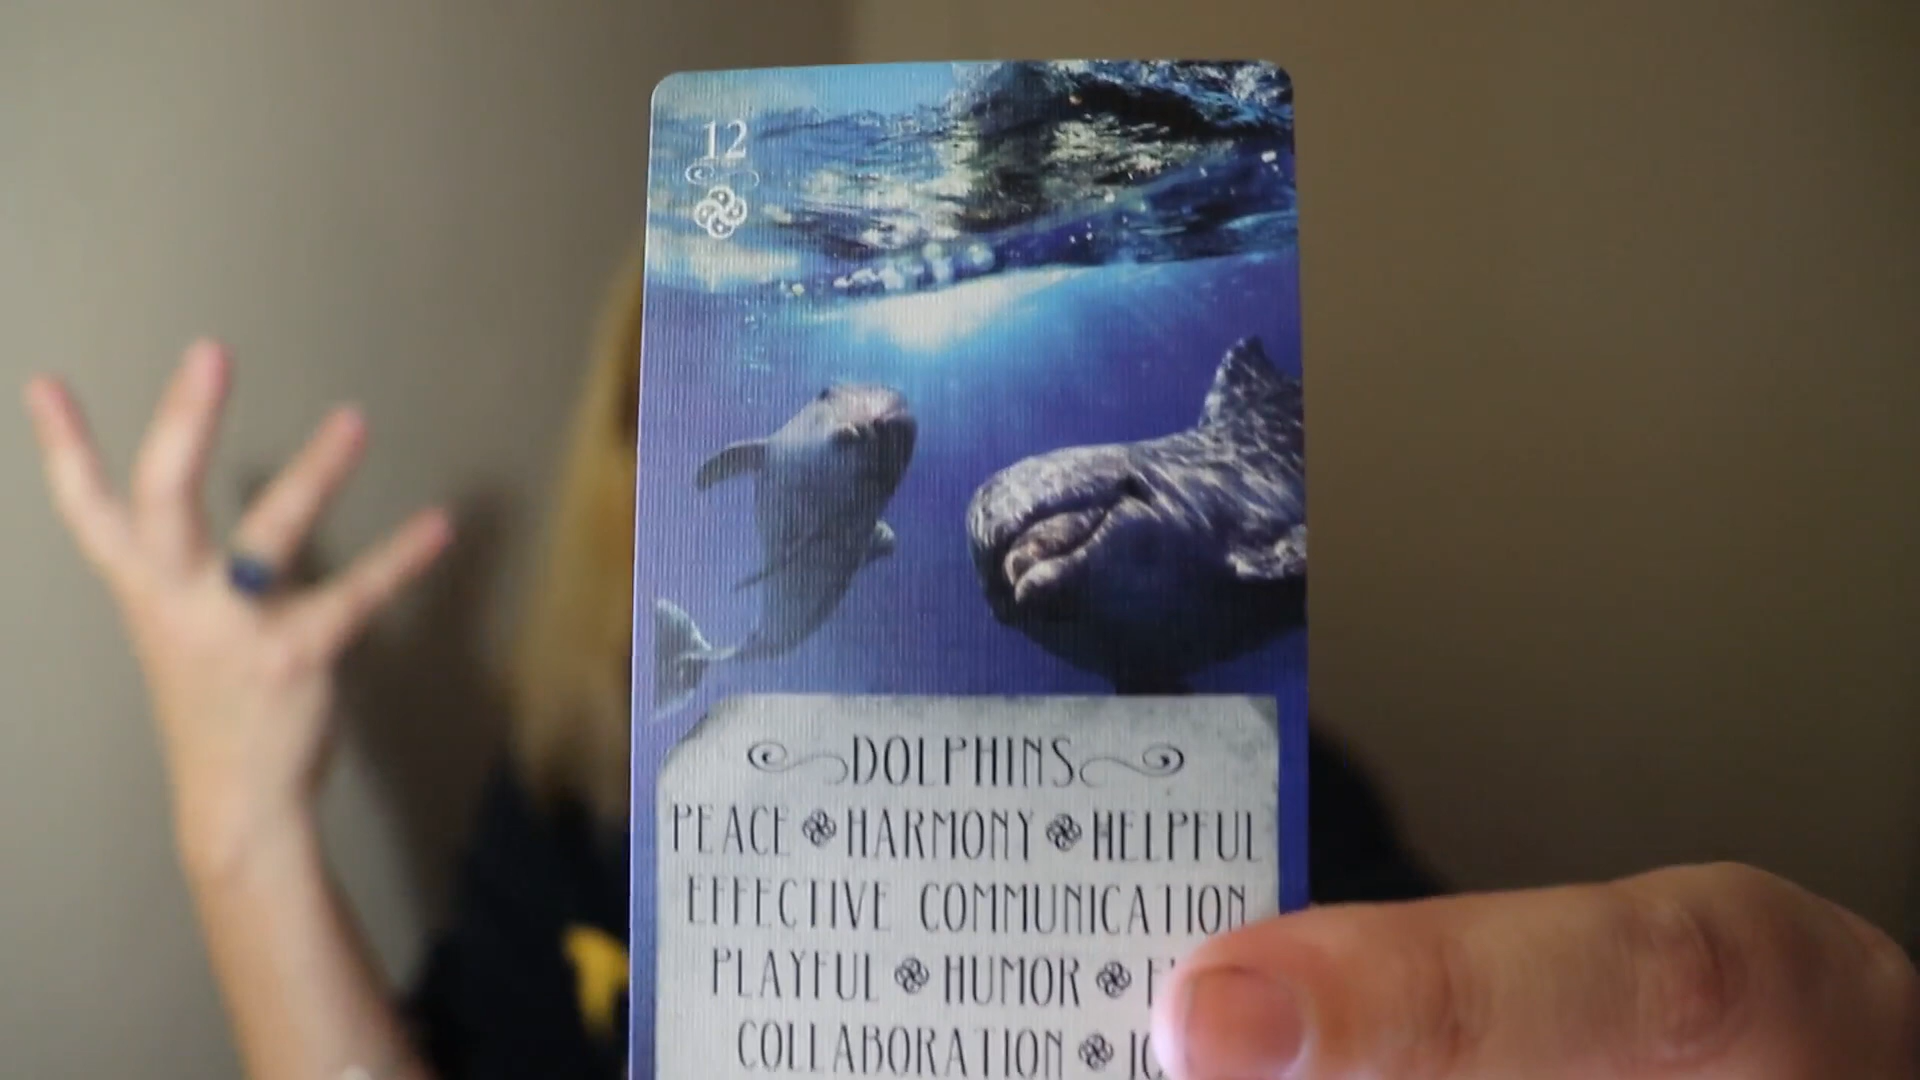 12
DOLPHINS
PEACE HARMONY HELPFUL
EFFECTIVE COMMUNICATION
PLAYFUL HUMOR
COLLABORATION